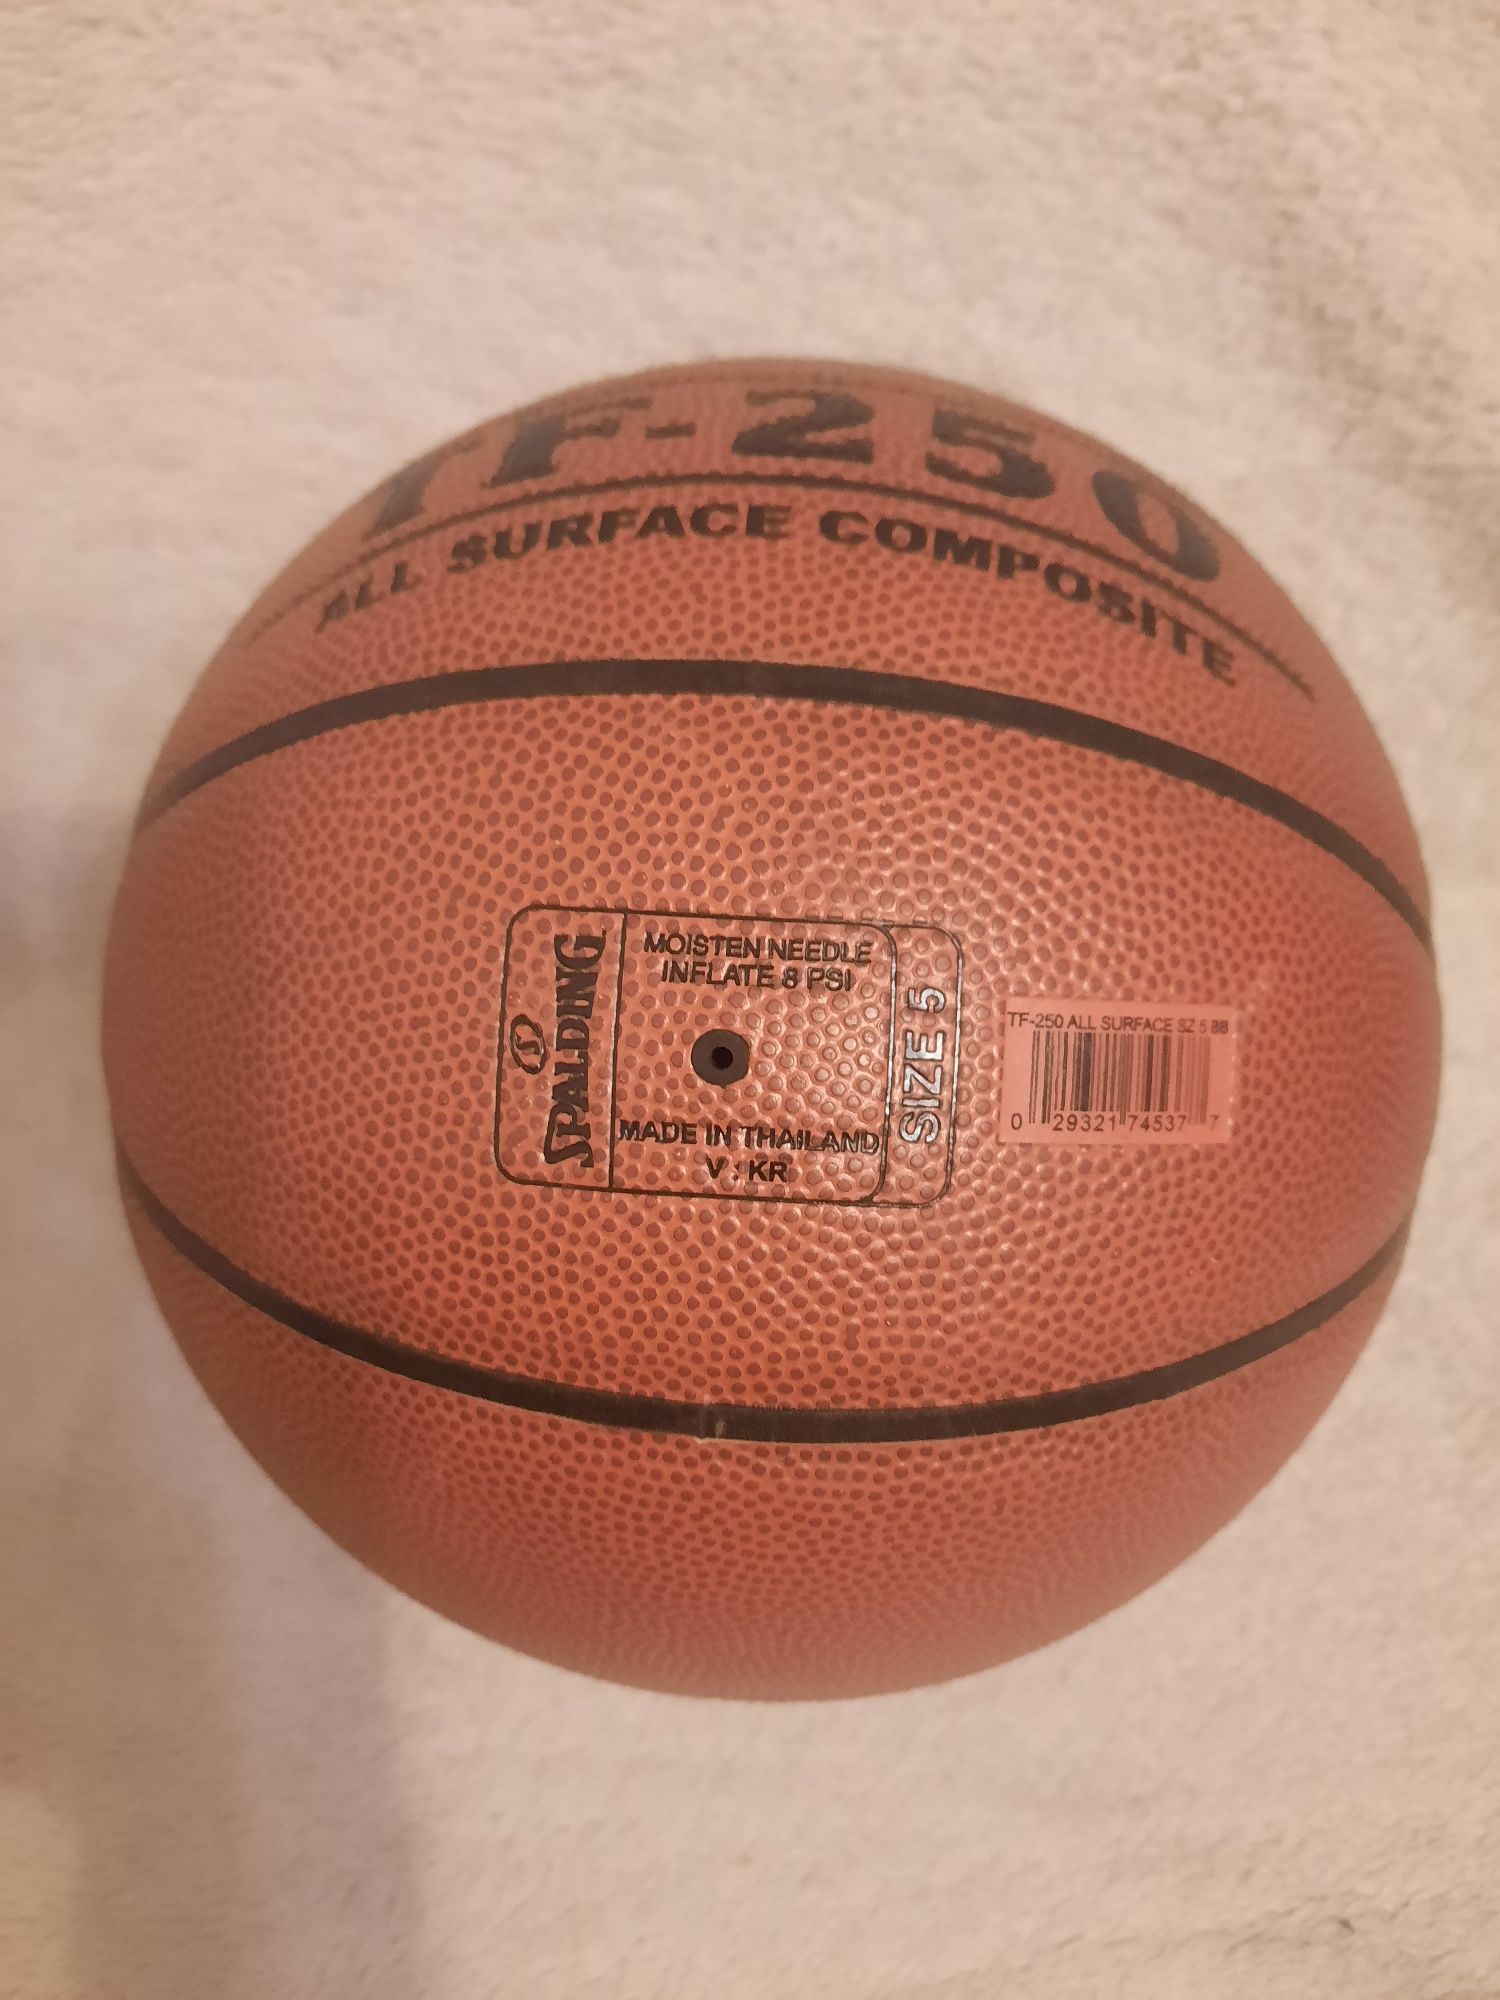 TF-250
ALL SURFACE COMPOSITE
SPALDING
MOISTEN NEEDLE
INFLATE 8 PSI
MADE IN THAILAND
V : KR
SIZE 5
TF-250 ALL SURFACE SZ 5 BB
0 29321 74537 7